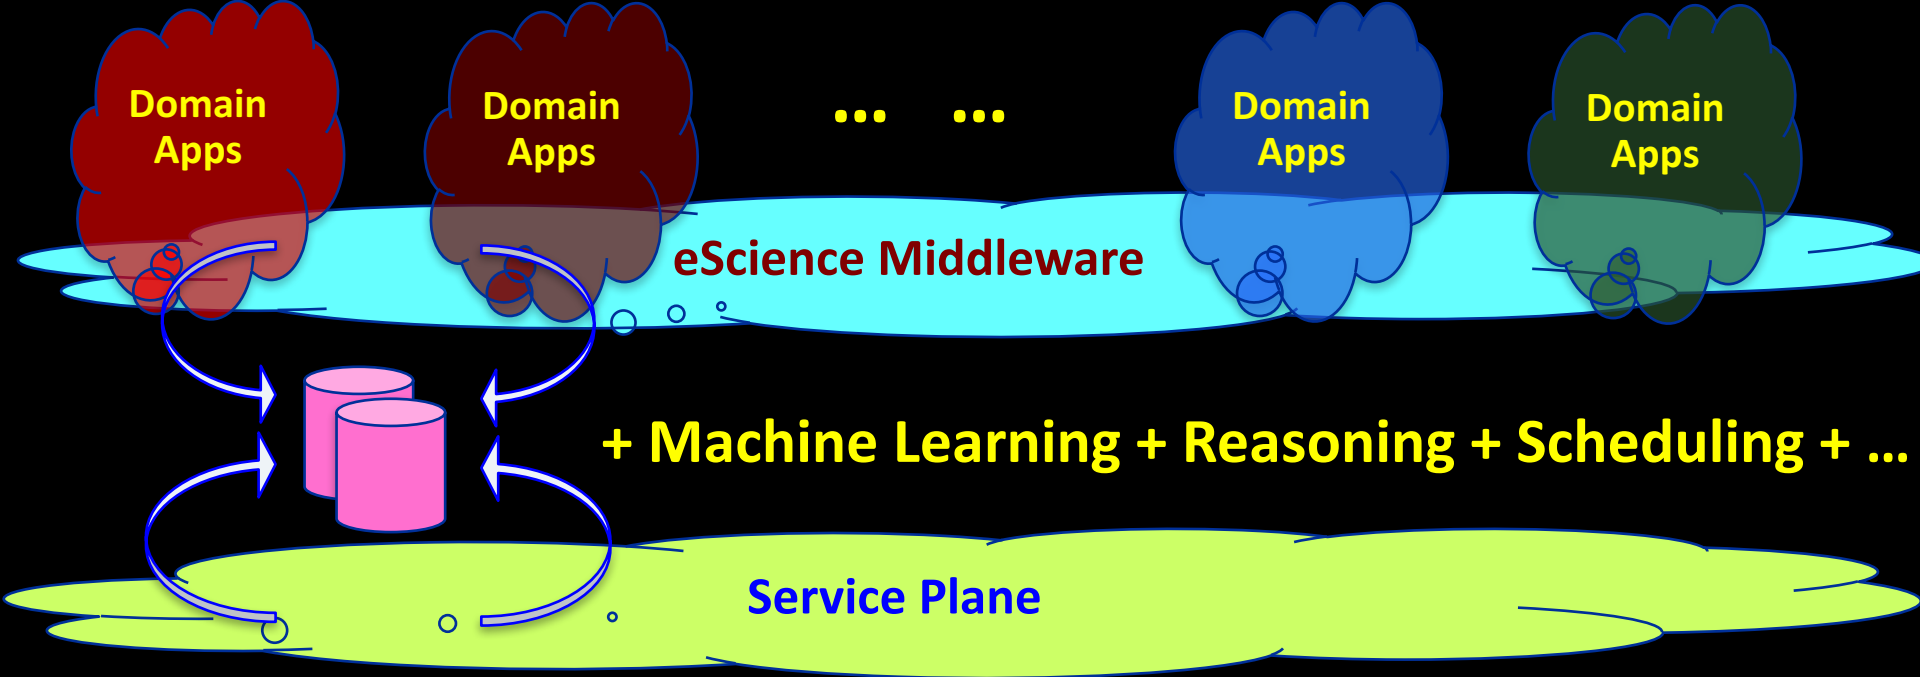 Domain
Apps
Domain
Apps
... ...
Domain
Apps
Domain
Apps
eScience Middleware
+ Machine Learning + Reasoning + Scheduling + ...
Service Plane